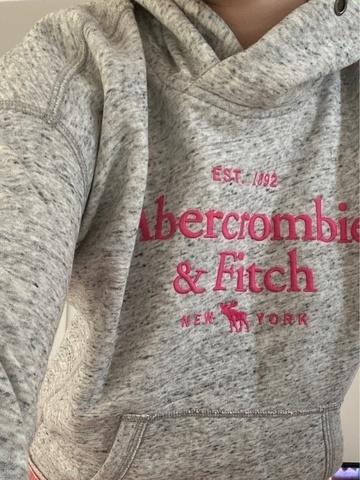 EST. 1892
Abercrombie
& Fitch
NEW YORK